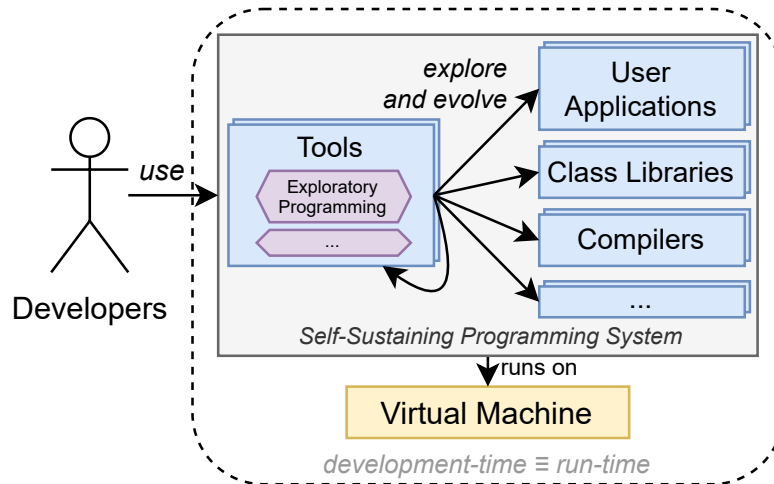 explore
and evolve
User
Applications
use
Tools
Exploratory
Programming
...
Class Libraries
Compilers
...
Developers
Self-Sustaining Programming System
runs on
Virtual Machine
development-time ≡ run-time